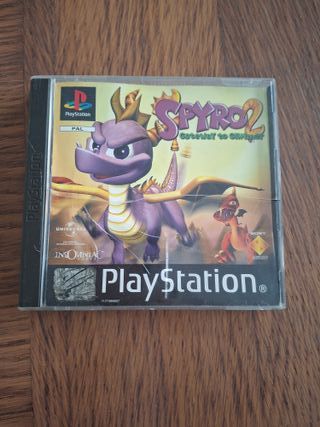 PlayStation
PAL
SPYRO 2
Gateway to Glimmer
PlayStation
UNIVERSAL
INSOMNIAC
SONY
PlayStation®